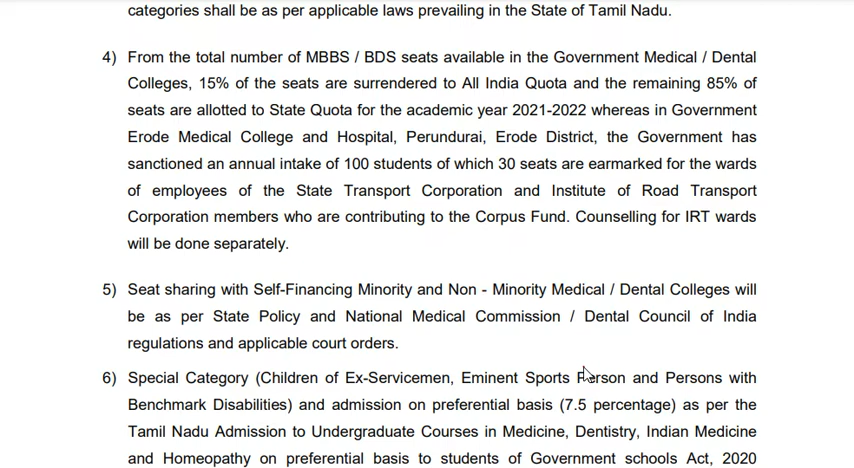 categories shall be as per applicable laws prevailing in the State of Tamil Nadu.
4) From the total number of MBBS / BDS seats available in the Government Medical / Dental
Colleges, 15% of the seats are surrendered to All India Quota and the remaining 85% of
seats are allotted to State Quota for the academic year 2021-2022 whereas in Government
Erode Medical College and Hospital, Perundurai, Erode District, the Government has
sanctioned an annual intake of 100 students of which 30 seats are earmarked for the wards
of employees of the State Transport Corporation and Institute of Road Transport
Corporation members who are contributing to the Corpus Fund. Counselling for IRT wards
will be done separately.
5) Seat sharing with Self-Financing Minority and Non - Minority Medical / Dental Colleges will
be as per State Policy and National Medical Commission / Dental Council of India
regulations and applicable court orders.
6) Special Category (Children of Ex-Servicemen, Eminent Sports Person and Persons with
Benchmark Disabilities) and admission on preferential basis (7.5 percentage) as per the
Tamil Nadu Admission to Undergraduate Courses in Medicine, Dentistry, Indian Medicine
and Homeopathy on preferential basis to students of Government schools Act, 2020